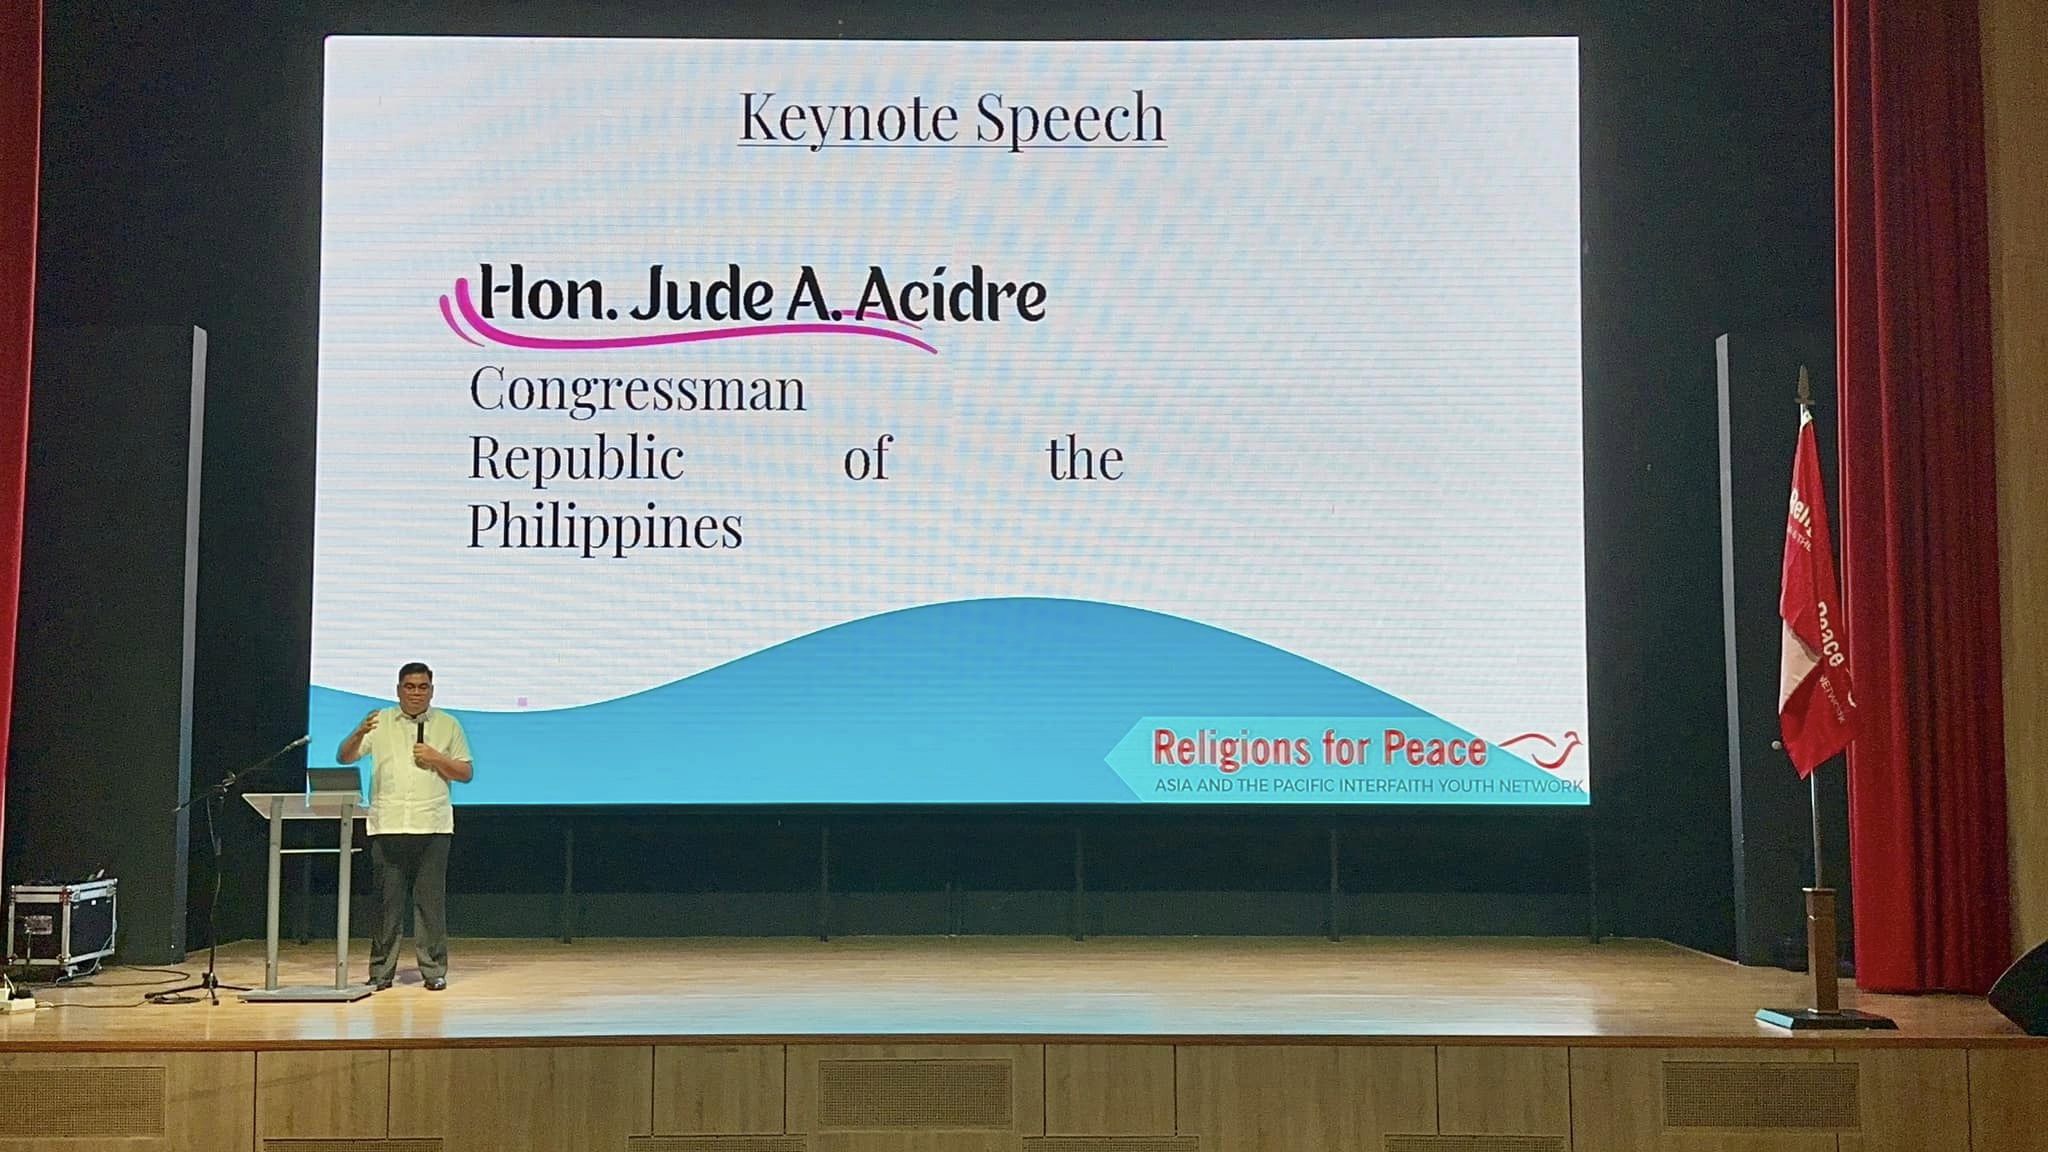 Keynote Speech
Hon. Jude A. Acidre
Congressman
Republic of the
Philippines
Religions for Peace
ASIA AND THE PACIFIC INTERFAITH YOUTH NETWORK
Peace